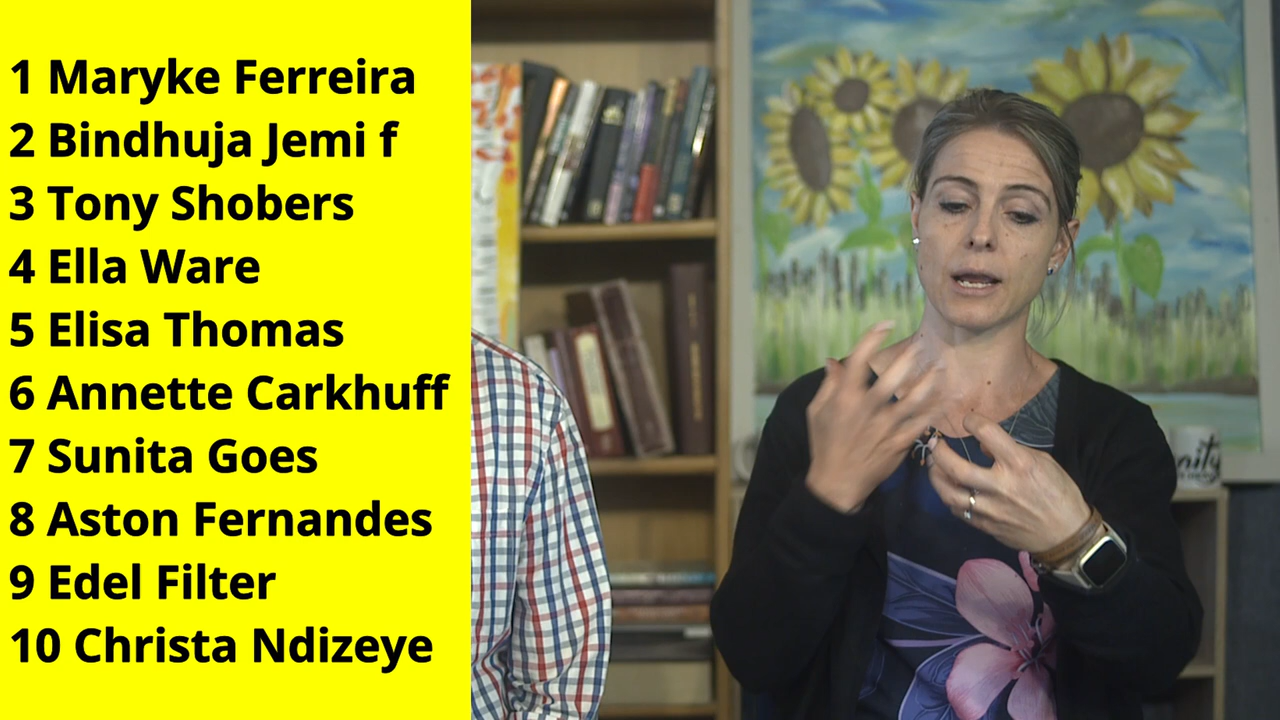 1 Maryke Ferreira
2 Bindhuja Jemi f
3 Tony Shobers
4 Ella Ware
5 Elisa Thomas
6 Annette Carkhuff
7 Sunita Goes
8 Aston Fernandes
9 Edel Filter
10 Christa Ndizeye